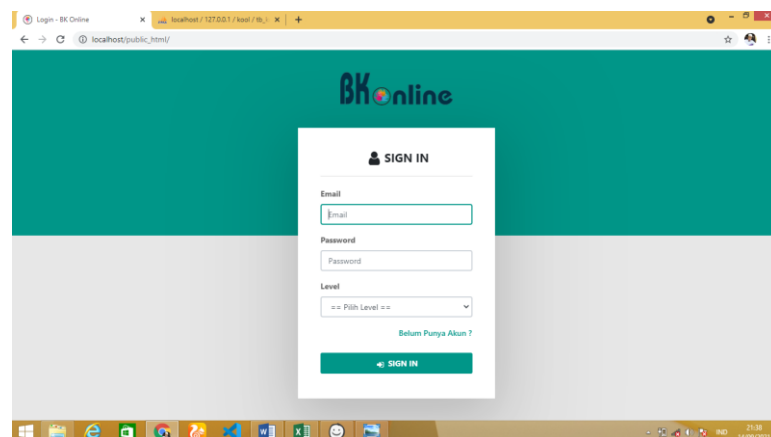 Login - BK Online
localhost / 127.0.0.1 / kool / tb_
localhost/public_html/
BKonline
SIGN IN
Email
Email
Password
Password
Level
== Pilih Level ==
Belum Punya Akun ?
SIGN IN
IND
21:38